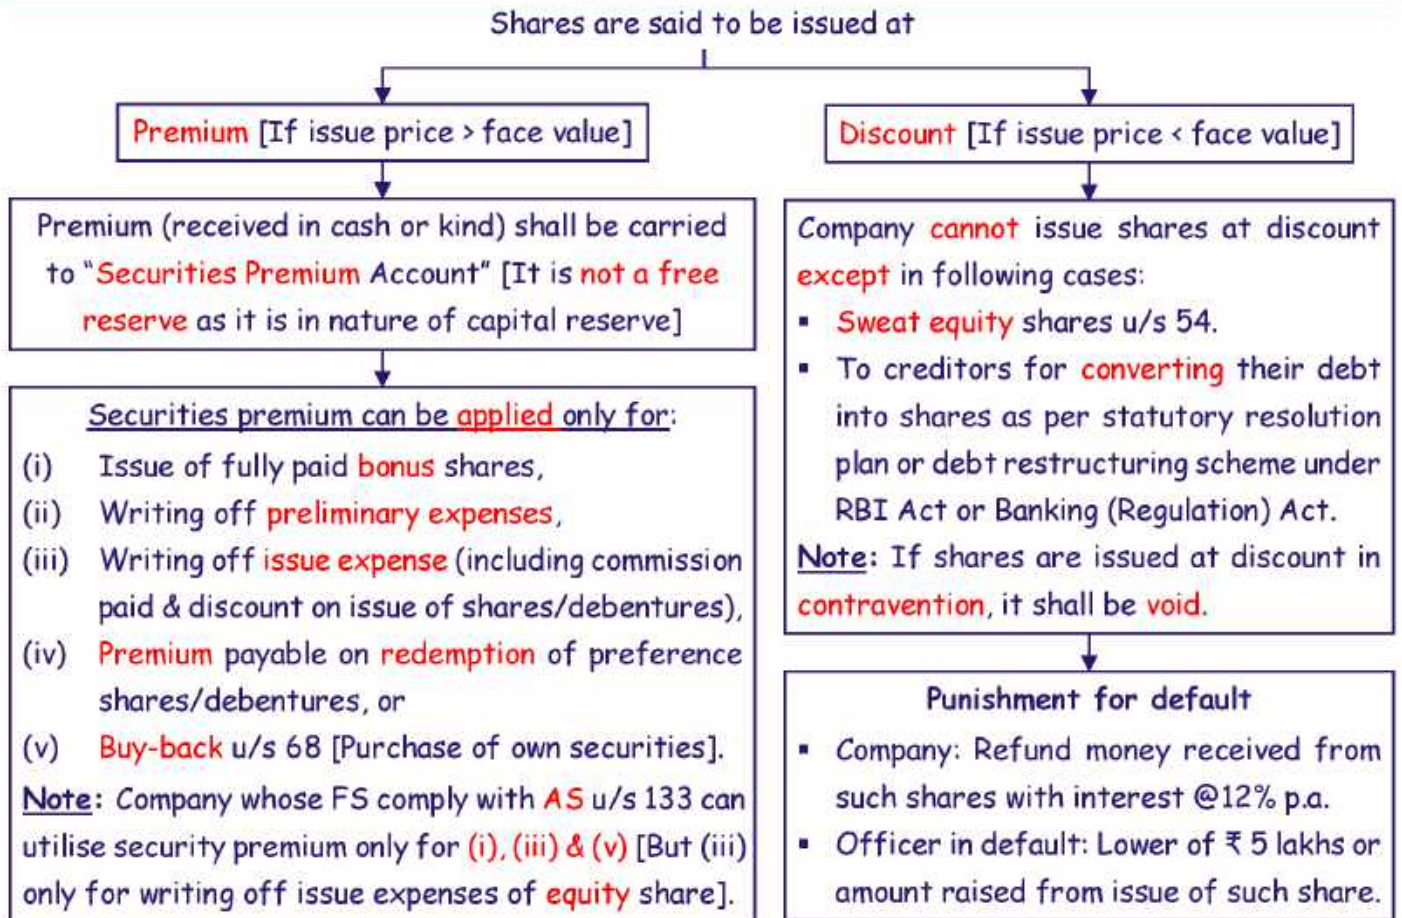 Shares are said to be issued at
Premium [If issue price > face value]
Premium (received in cash or kind) shall be carried
to “Securities Premium Account” [It is not a free
reserve as it is in nature of capital reserve]
Securities premium can be applied only for:
(i) Issue of fully paid bonus shares,
(ii) Writing off preliminary expenses,
(iii) Writing off issue expense (including commission
paid & discount on issue of shares/debentures),
(iv) Premium payable on redemption of preference
shares/debentures, or
(v) Buy-back u/s 68 [Purchase of own securities].
Note: Company whose FS comply with AS u/s 133 can
utilise security premium only for (i), (iii) & (v) [But (iii)
only for writing off issue expenses of equity share].
Discount [If issue price < face value]
Company cannot issue shares at discount
except in following cases:
▪ Sweat equity shares u/s 54.
▪ To creditors for converting their debt
into shares as per statutory resolution
plan or debt restructuring scheme under
RBI Act or Banking (Regulation) Act.
Note: If shares are issued at discount in
contravention, it shall be void.
Punishment for default
▪ Company: Refund money received from
such shares with interest @12% p.a.
▪ Officer in default: Lower of ₹ 5 lakhs or
amount raised from issue of such share.